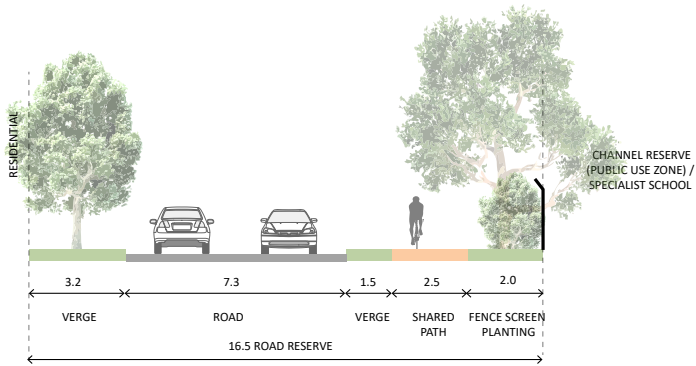 RESIDENTIAL
CHANNEL RESERVE
(PUBLIC USE ZONE) /
SPECIALIST SCHOOL
3.2
7.3
1.5
2.5
2.0
VERGE
ROAD
VERGE
SHARED
PATH
FENCE SCREEN
PLANTING
16.5 ROAD RESERVE